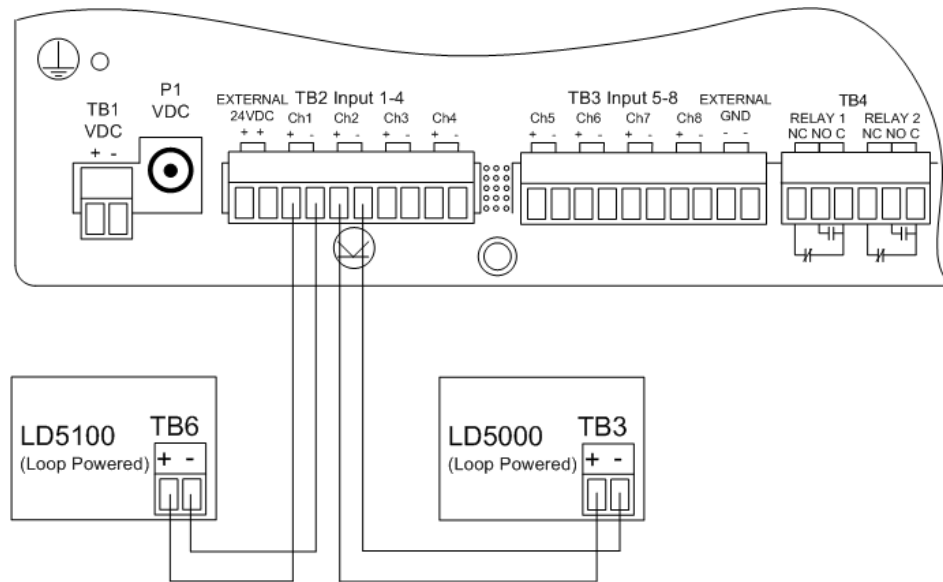 P1
VDC
TB1
VDC
+ -
EXTERNAL
24VDC
+ +
TB2 Input 1-4
Ch1 Ch2 Ch3 Ch4
+ - + - + - + -
TB3 Input 5-8
Ch5 Ch6 Ch7 Ch8
+ - + - + - + -
EXTERNAL
GND
- -
TB4
RELAY 1 RELAY 2
NC NO C NC NO C
LD5100
(Loop Powered)
TB6
+ -
LD5000
(Loop Powered)
TB3
+ -